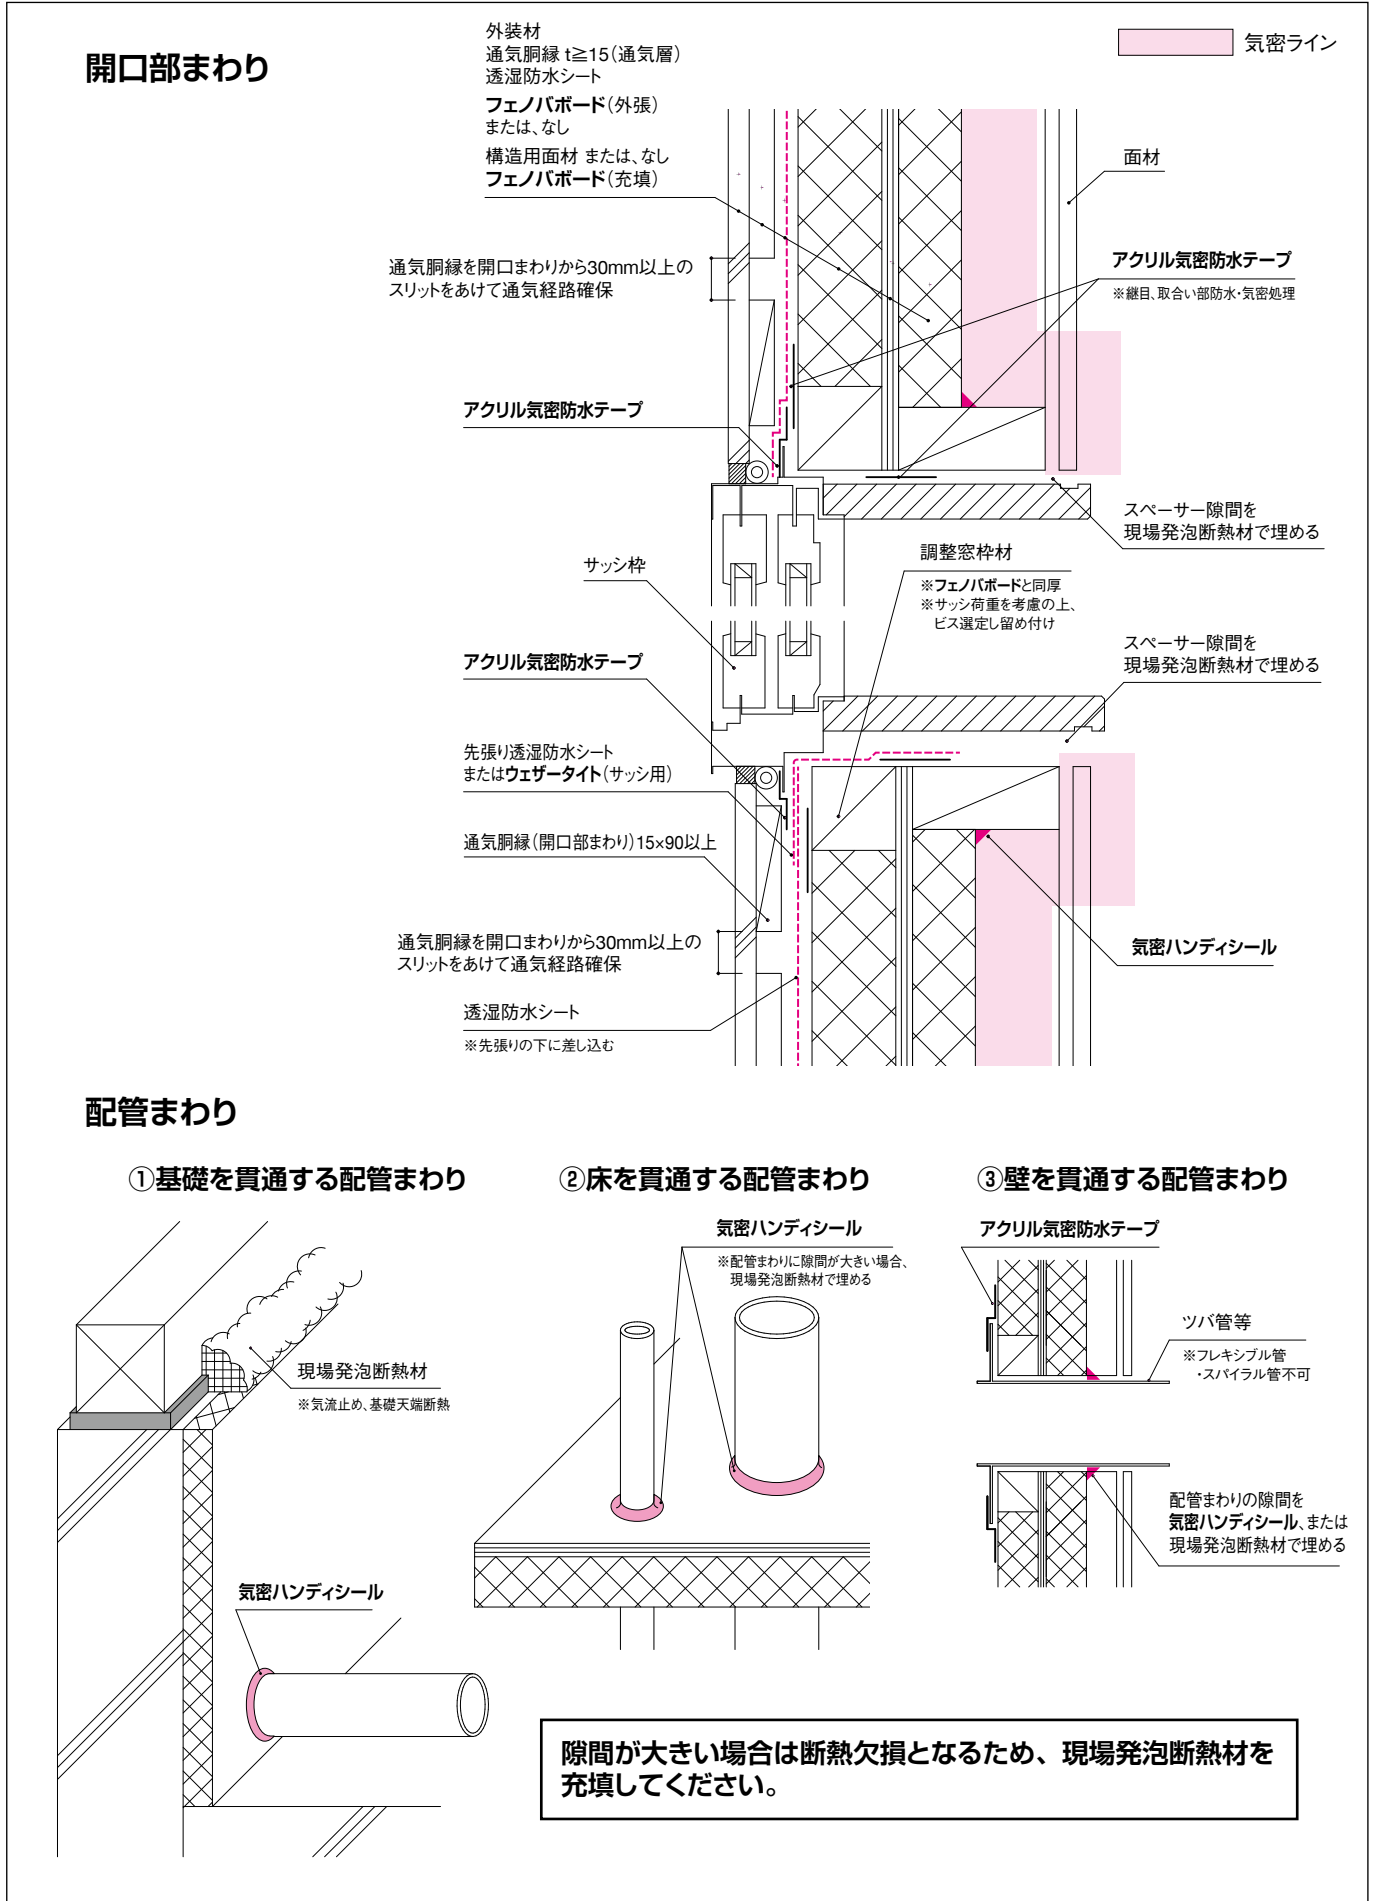 開口部まわり
外装材
通気胴縁 t≧15（通気層）
透湿防水シート
フェノバボード（外張）
または、なし
構造用面材 または、なし
フェノバボード（充填）
気密ライン
面材
通気胴縁を開口まわりから30mm以上の
スリットをあけて通気経路確保
アクリル気密防水テープ
※継目、取合い部防水・気密処理
アクリル気密防水テープ
スペーサー隙間を
現場発泡断熱材で埋める
サッシ枠
調整窓枠材
※フェノバボードと同厚
※サッシ荷重を考慮の上、
ビス選定し留め付け
アクリル気密防水テープ
スペーサー隙間を
現場発泡断熱材で埋める
先張り透湿防水シート
またはウェザータイト（サッシ用）
通気胴縁（開口部まわり）15×90以上
通気胴縁を開口まわりから30mm以上の
スリットをあけて通気経路確保
気密ハンディシール
透湿防水シート
※先張りの下に差し込む
配管まわり
①基礎を貫通する配管まわり
現場発泡断熱材
※気流止め、基礎天端断熱
気密ハンディシール
②床を貫通する配管まわり
気密ハンディシール
※配管まわりに隙間が大きい場合、
現場発泡断熱材で埋める
③壁を貫通する配管まわり
アクリル気密防水テープ
ツバ管等
※フレキシブル管
・スパイラル管不可
配管まわりの隙間を
気密ハンディシール、または
現場発泡断熱材で埋める
隙間が大きい場合は断熱欠損となるため、現場発泡断熱材を
充填してください。